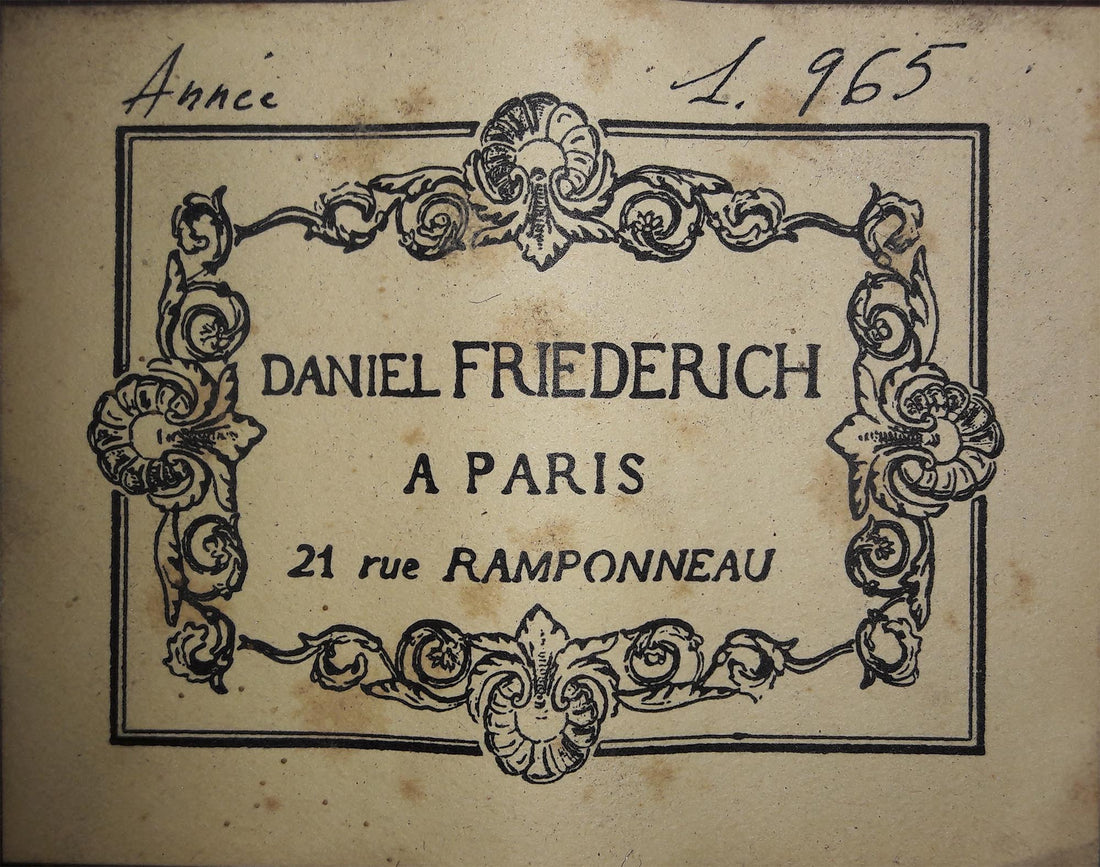 Année 1.965
DANIEL FRIEDERICH
A PARIS
21 rue RAMPONNEAU